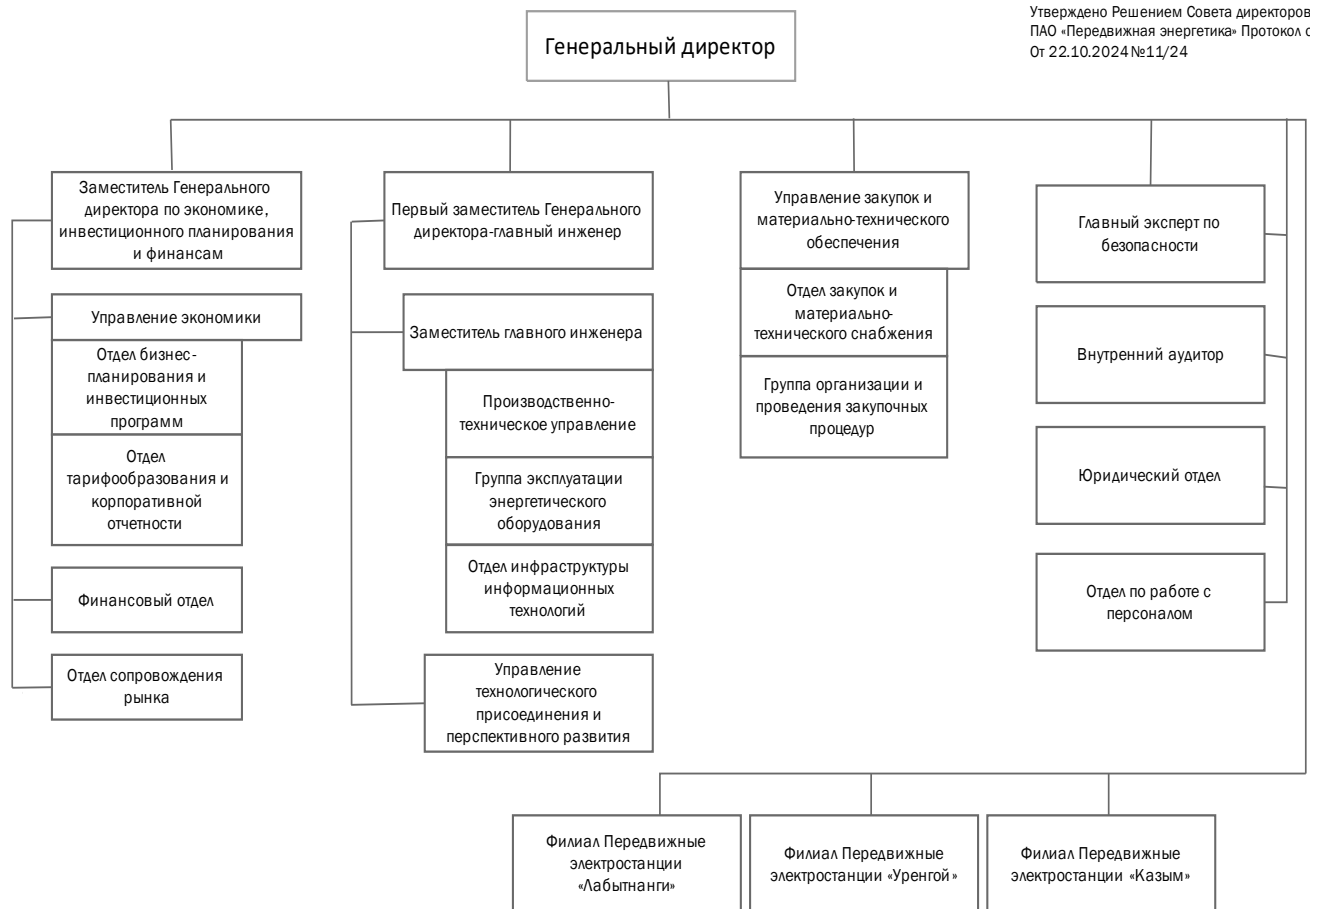 Утверждено Решением Совета директоров
ПАО «Передвижная энергетика» Протокол
От 22.10.2024 №11/24
Генеральный директор
Заместитель Генерального
директора по экономике,
инвестиционного планирования
и финансам
Управление экономики
Отдел бизнес-
планирования и
инвестиционных
программ
Отдел
тарифообразования и
корпоративной
отчетности
Финансовый отдел
Отдел сопровождения
рынка
Первый заместитель Генерального
директора-главный инженер
Заместитель главного инженера
Производственно-
техническое управление
Группа эксплуатации
энергетического
оборудования
Отдел инфраструктуры
информационных
технологий
Управление
технологического
присоединения и
перспективного развития
Управление закупок и
материально-технического
обеспечения
Отдел закупок и
материально-
технического снабжения
Группа организации и
проведения закупочных
процедур
Главный эксперт по
безопасности
Внутренний аудитор
Юридический отдел
Отдел по работе с
персоналом
Филиал Передвижные
электростанции
«Лабытнанги»
Филиал Передвижные
электростанции «Уренгой»
Филиал Передвижные
электростанции «Казым»